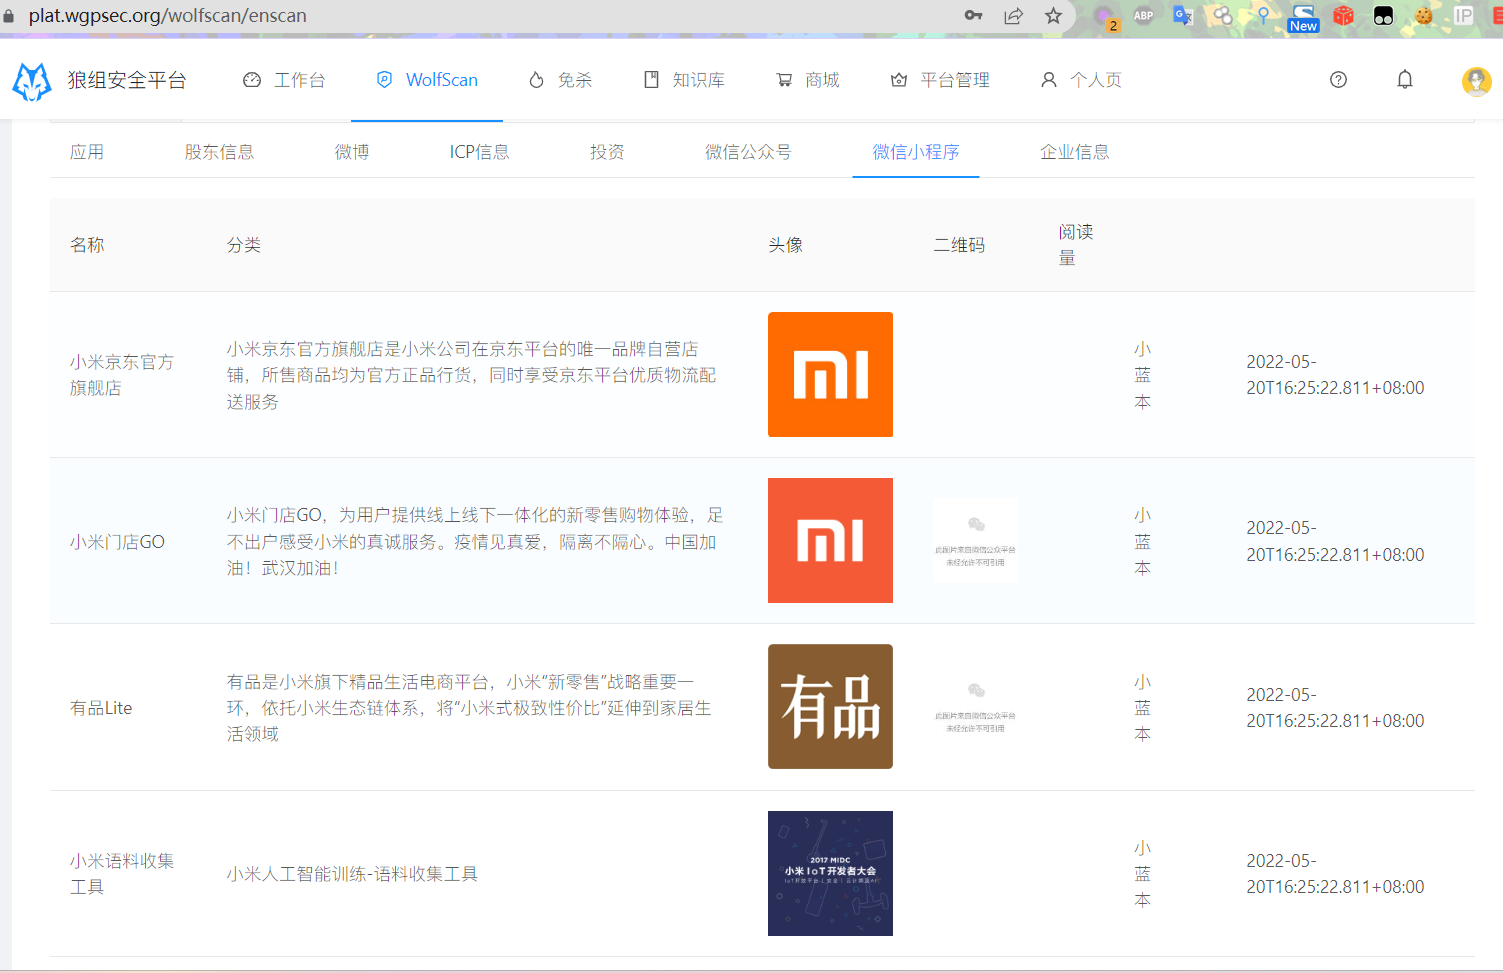 plat.wgpsec.org/wolfscan/enscan
2
ABP
New
IP
狼组安全平台
工作台
WolfScan
免杀
知识库
商城
平台管理
个人页
应用
股东信息
微博
ICP信息
投资
微信公众号
微信小程序
企业信息
名称
分类
头像
二维码
阅读
量
小米京东官方
旗舰店
小米京东官方旗舰店是小米公司在京东平台的唯一品牌自营店
铺，所售商品均为官方正品行货，同时享受京东平台优质物流配
送服务
小
蓝
本
2022-05-
20T16:25:22.811+08:00
小米门店GO
小米门店GO，为用户提供线上线下一体化的新零售购物体验，足
不出户感受小米的真诚服务。疫情见真爱，隔离不隔心。中国加
油！武汉加油！
此图片来自微信公众平台
未经允许不可引用
小
蓝
本
2022-05-
20T16:25:22.811+08:00
有品Lite
有品是小米旗下精品生活电商平台，小米“新零售”战略重要一
环，依托小米生态链体系，将“小米式极致性价比”延伸到家居生
活领域
有品
此图片来自微信公众平台
未经允许不可引用
小
蓝
本
2022-05-
20T16:25:22.811+08:00
小米语料收集
工具
小米人工智能训练-语料收集工具
2017 MIDC
小米 IoT 开发者大会
小
蓝
本
2022-05-
20T16:25:22.811+08:00